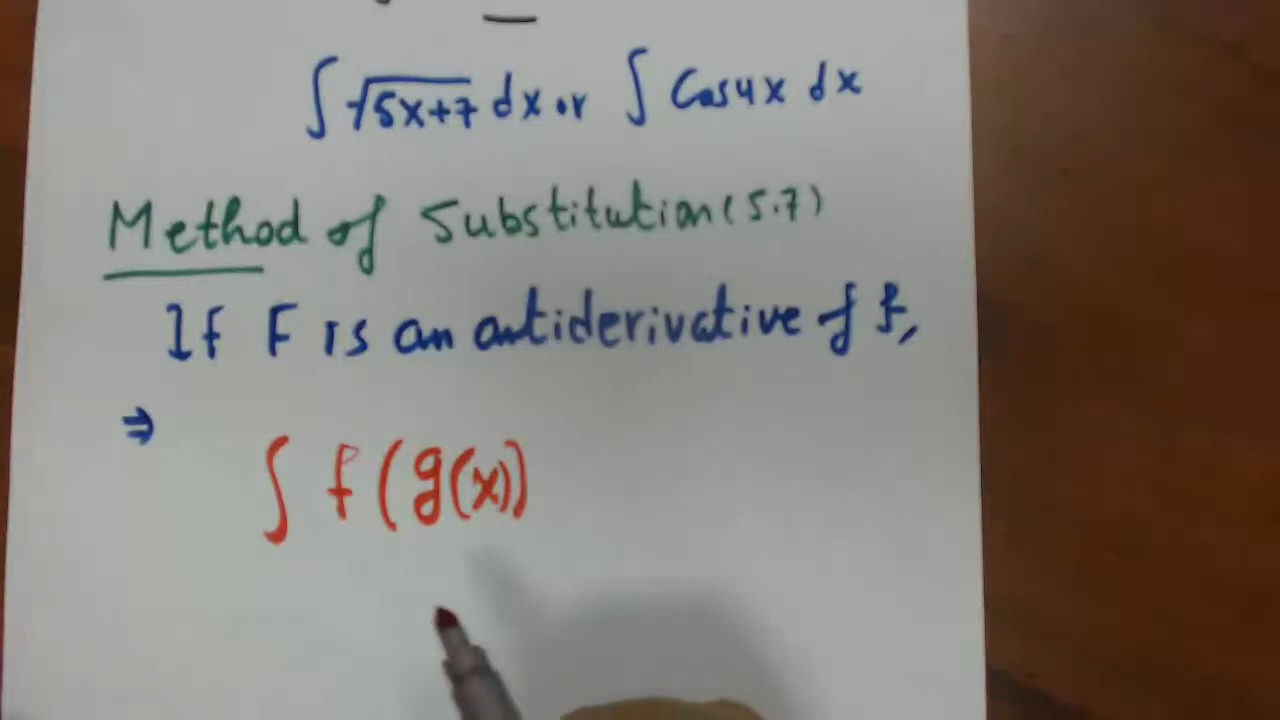 ∫ √5x+7 dx or ∫ Cos4x dx
Method of Substitution (5.7)
If F is an antiderivative of f,
⇒
∫ f(g(x))